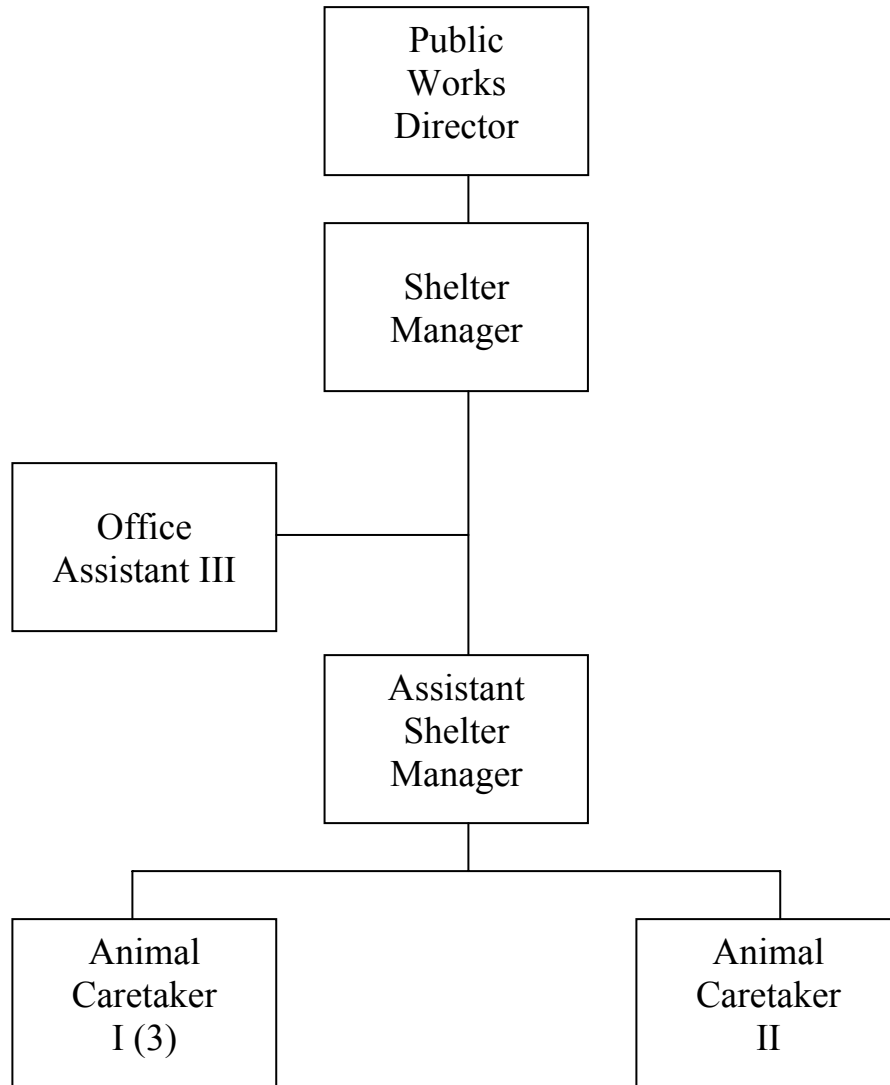 Public
Works
Director
Shelter
Manager
Office
Assistant III
Assistant
Shelter
Manager
Animal
Caretaker
I (3)
Animal
Caretaker
II